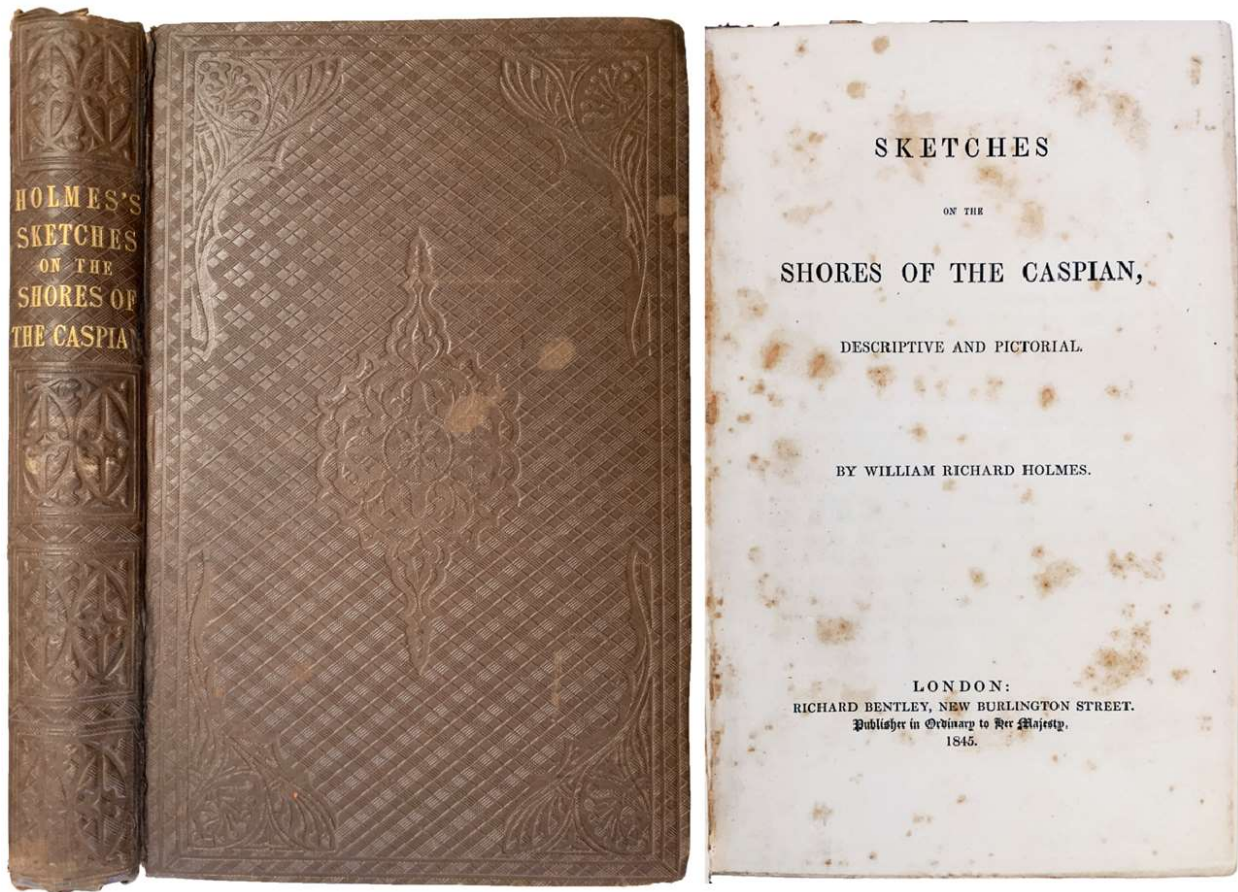 HOLMES'S
SKETCHES
ON THE
SHORES OF
THE CASPIA
SKETCHES
ON THE
SHORES OF THE CASPIAN,
DESCRIPTIVE AND PICTORIAL.
BY WILLIAM RICHARD HOLMES.
LONDON:
RICHARD BENTLEY, NEW BURLINGTON STREET.
Publisher in Ordinary to Her Majesty,
1845.